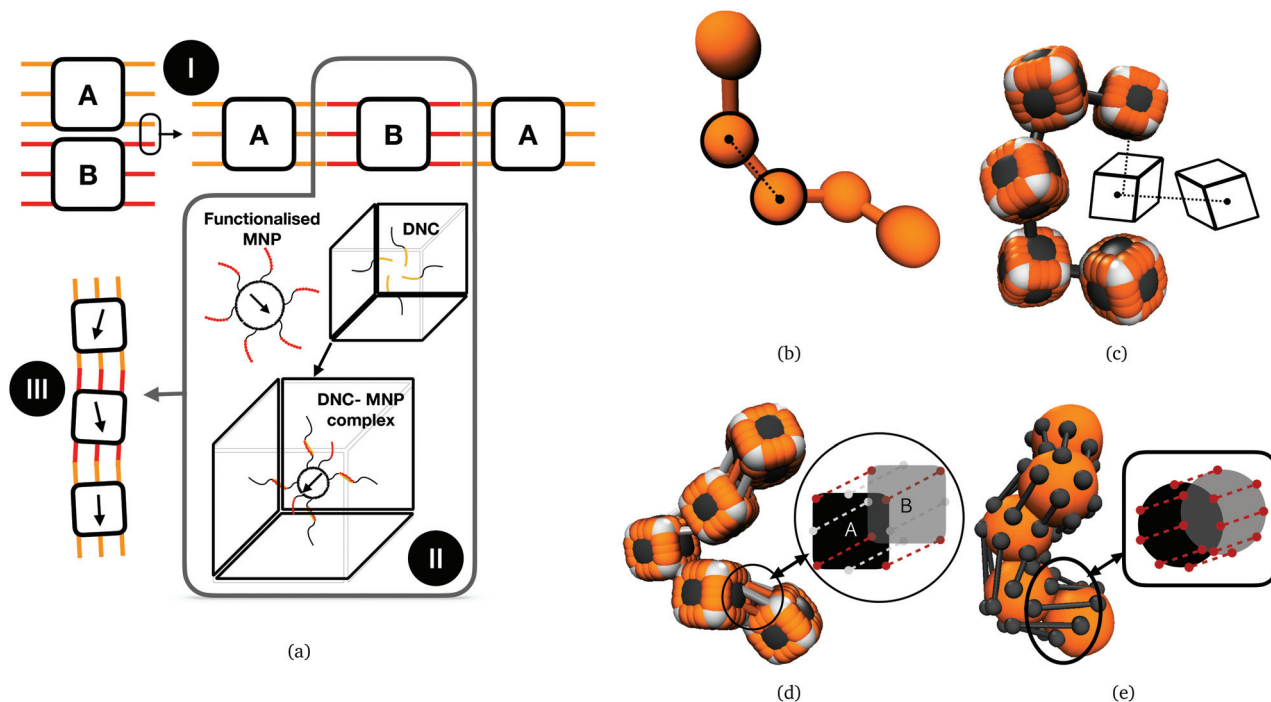 I
A
B
A
B
A
Functionalised
MNP
DNC
DNC- MNP
complex
II
III
(a)
(b)
(c)
A
B
(d)
(e)